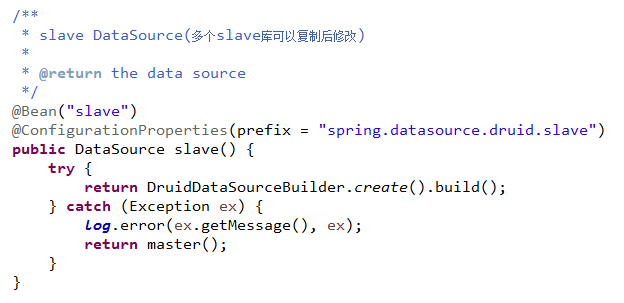 /**
 * slave DataSource(多个slave库可以复制后修改)
 *
 * @return the data source
 */
@Bean("slave")
@ConfigurationProperties(prefix = "spring.datasource.druid.slave")
public DataSource slave() {
    try {
        return DruidDataSourceBuilder.create().build();
    } catch (Exception ex) {
        log.error(ex.getMessage(), ex);
        return master();
    }
}